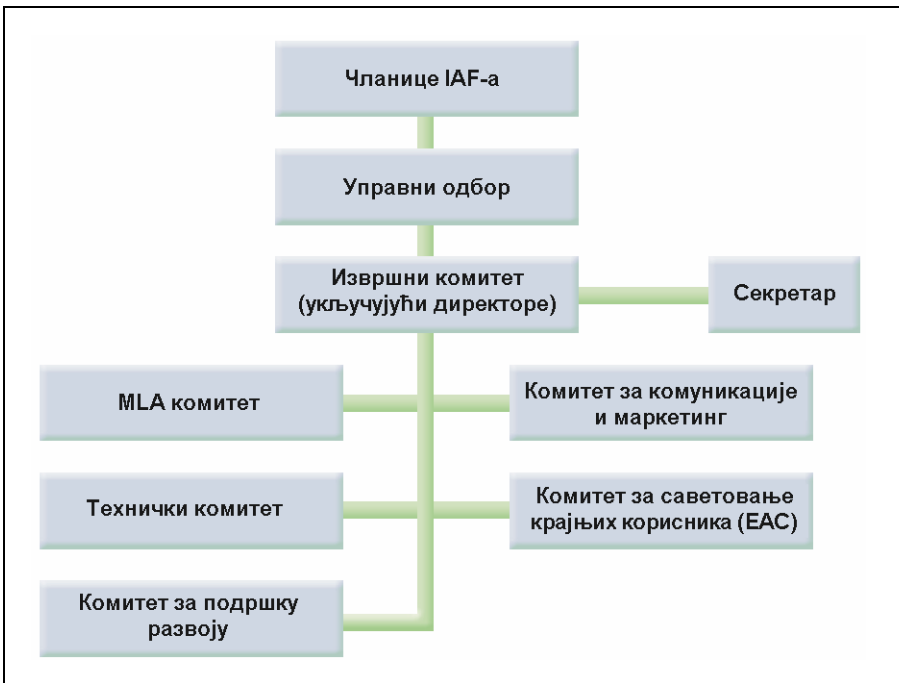 Чланице IAF-а
Управни одбор
Извршни комитет
(укључујући директоре)
Секретар
MLA комитет
Комитет за комуникације
и маркетинг
Технички комитет
Комитет за саветовање
крајњих корисника (EAC)
Комитет за подршку
развоју